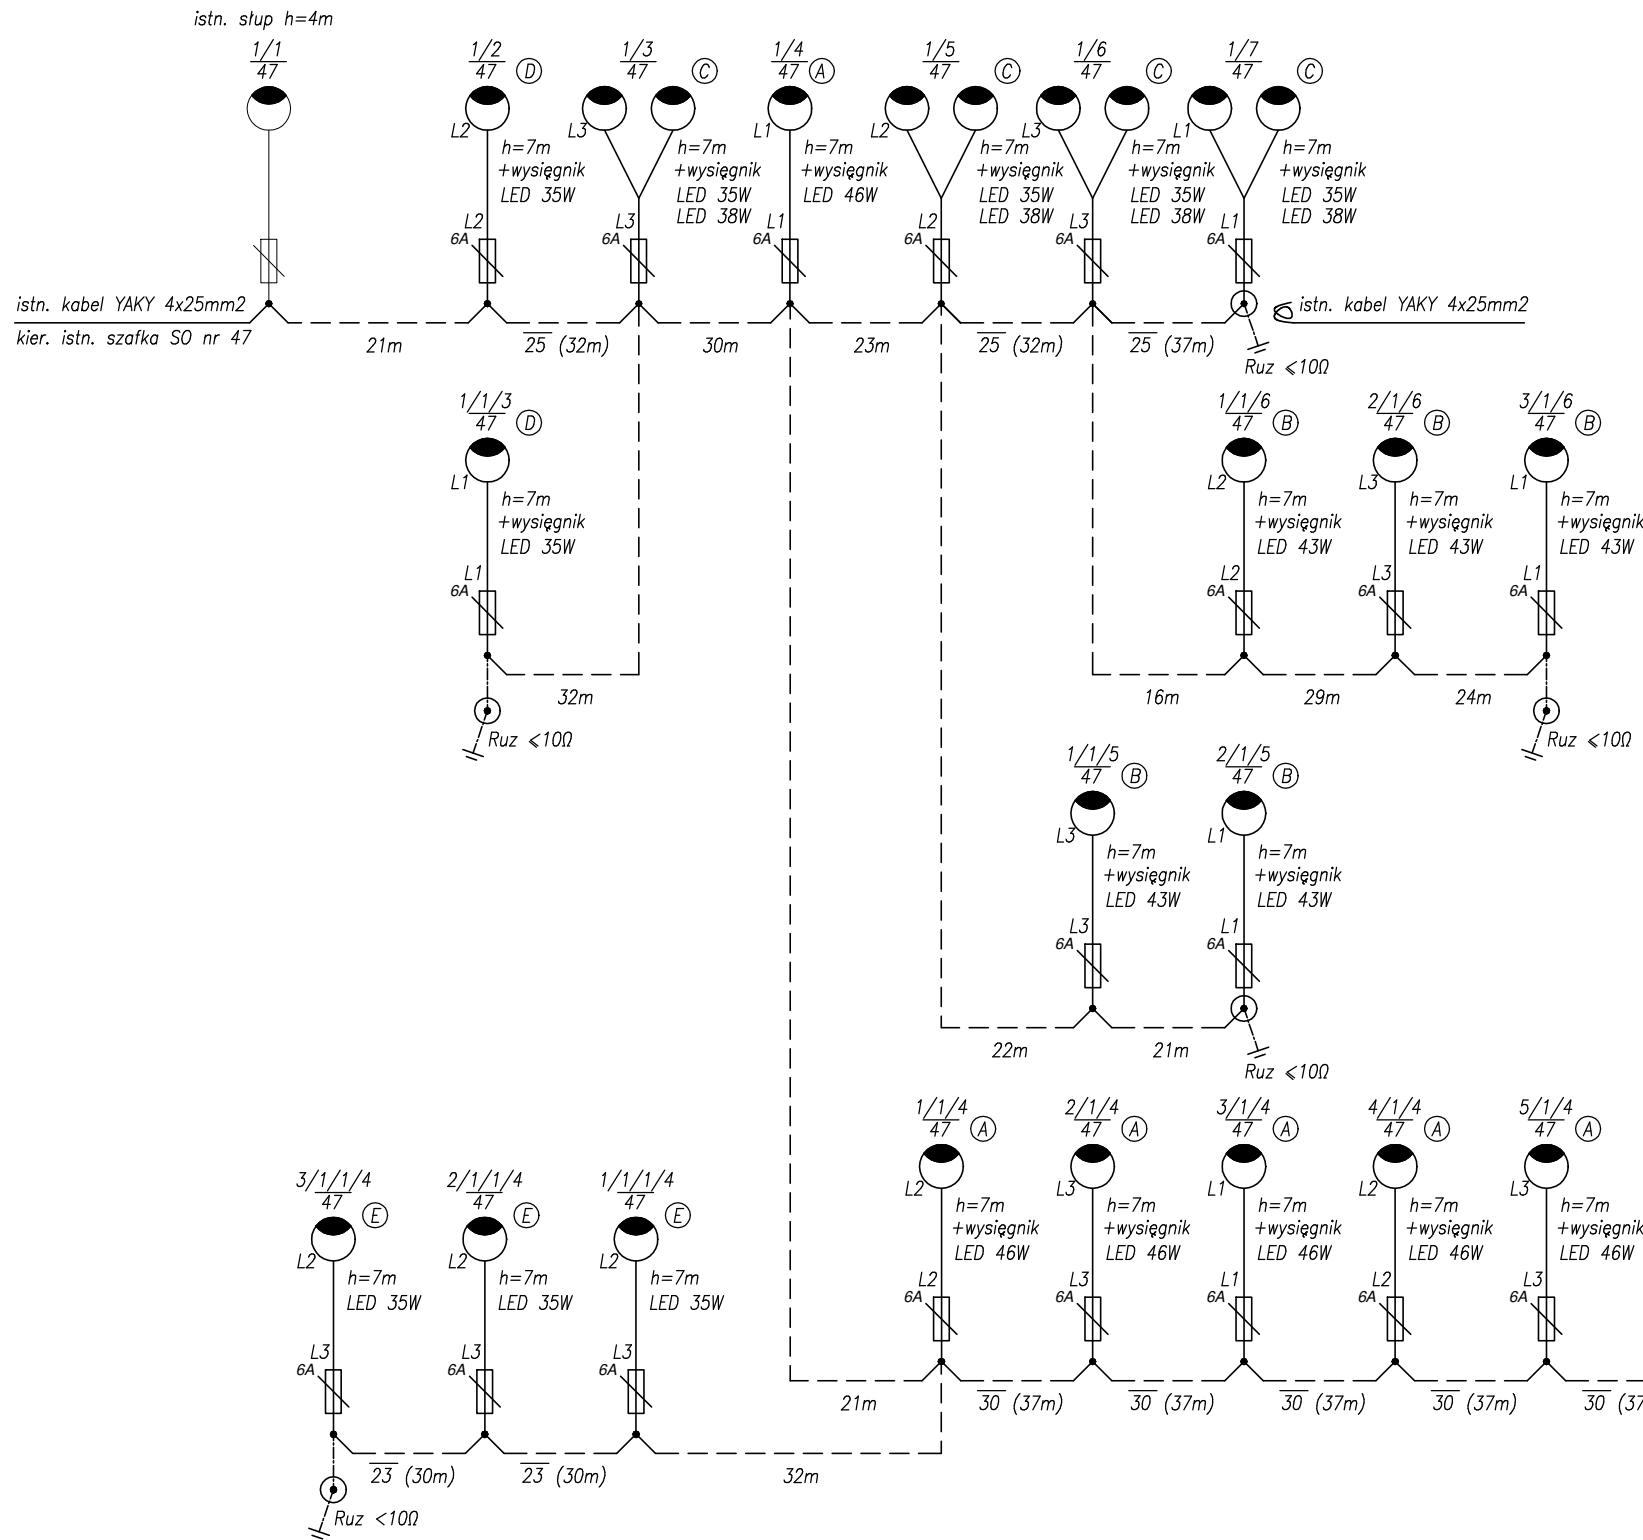 istn. słup h=4m
1/1
47
1/2
47 D
1/3
47 C
1/4
47 A
1/5
47 C
1/6
47 C
1/7
47 C
L2
h=7m
+wysięgnik
LED 35W
L2
6A
L3
h=7m
+wysięgnik
LED 35W
LED 38W
L3
6A
L1
h=7m
+wysięgnik
LED 46W
L1
6A
L2
h=7m
+wysięgnik
LED 35W
LED 38W
L2
6A
L3
h=7m
+wysięgnik
LED 35W
LED 38W
L3
6A
L1
h=7m
+wysięgnik
LED 35W
LED 38W
L1
6A
istn. kabel YAKY 4x25mm2
kier. istn. szafka SO nr 47
istn. kabel YAKY 4x25mm2
21m
25 (32m)
30m
23m
25 (32m)
25 (37m)
Ruz ⩽10Ω
1/1/3
47 D
L1
h=7m
+wysięgnik
LED 35W
L1
6A
32m
Ruz ⩽10Ω
1/1/6
47 B
L2
h=7m
+wysięgnik
LED 43W
L2
6A
2/1/6
47 B
L3
h=7m
+wysięgnik
LED 43W
L3
6A
3/1/6
47 B
L1
h=7m
+wysięgnik
LED 43W
L1
6A
16m
29m
24m
Ruz ⩽10Ω
1/1/5
47 B
L3
h=7m
+wysięgnik
LED 43W
L3
6A
2/1/5
47 B
L1
h=7m
+wysięgnik
LED 43W
L1
6A
22m
21m
Ruz ⩽10Ω
1/1/4
47 A
L2
h=7m
+wysięgnik
LED 46W
L2
6A
2/1/4
47 A
L3
h=7m
+wysięgnik
LED 46W
L3
6A
3/1/4
47 A
L1
h=7m
+wysięgnik
LED 46W
L1
6A
4/1/4
47 A
L2
h=7m
+wysięgnik
LED 46W
L2
6A
5/1/4
47 A
L3
h=7m
+wysięgnik
LED 46W
L3
6A
21m
30 (37m)
30 (37m)
30 (37m)
30 (37m)
30 (37
3/1/1/4
47 E
L2
h=7m
LED 35W
L3
6A
2/1/1/4
47 E
L2
h=7m
LED 35W
L3
6A
1/1/1/4
47 E
L2
h=7m
LED 35W
L3
6A
23 (30m)
23 (30m)
32m
Ruz <10Ω